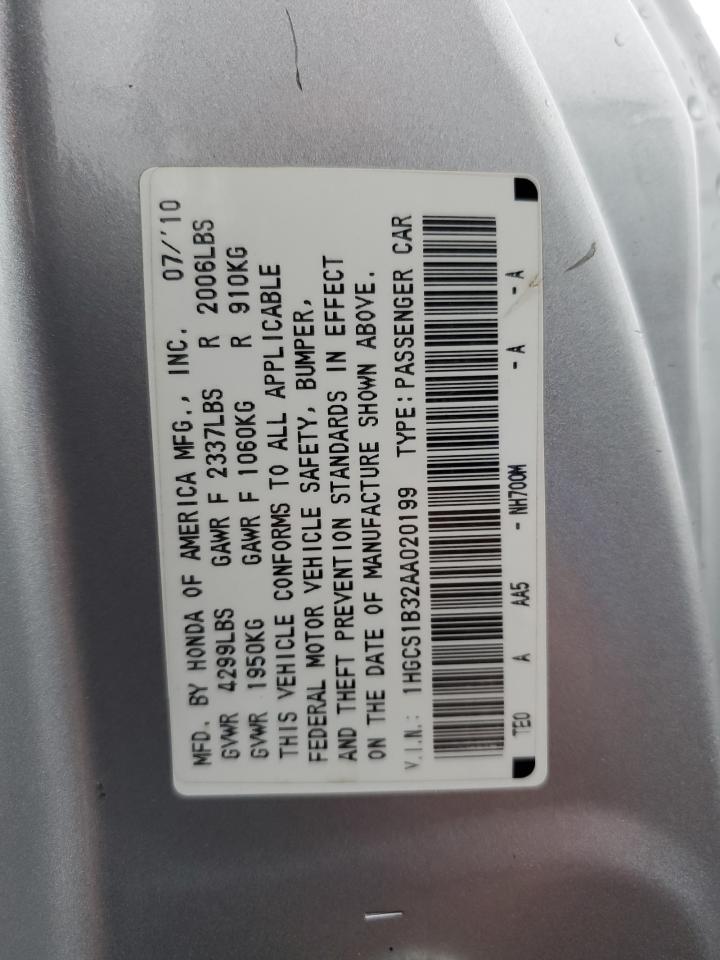 MFD. BY HONDA OF AMERICA MFG., INC. 07/'10
GVWR 4299LBS GAWR F 2337LBS R 2006LBS
GVWR 1950KG GAWR F 1060KG R 910KG
THIS VEHICLE CONFORMS TO ALL APPLICABLE
FEDERAL MOTOR VEHICLE SAFETY, BUMPER,
AND THEFT PREVENTION STANDARDS IN EFFECT
ON THE DATE OF MANUFACTURE SHOWN ABOVE.
V.I.N.: 1HGCS1B32AA020199 TYPE: PASSENGER CAR
TEO A AA5 - NH700M - A - A